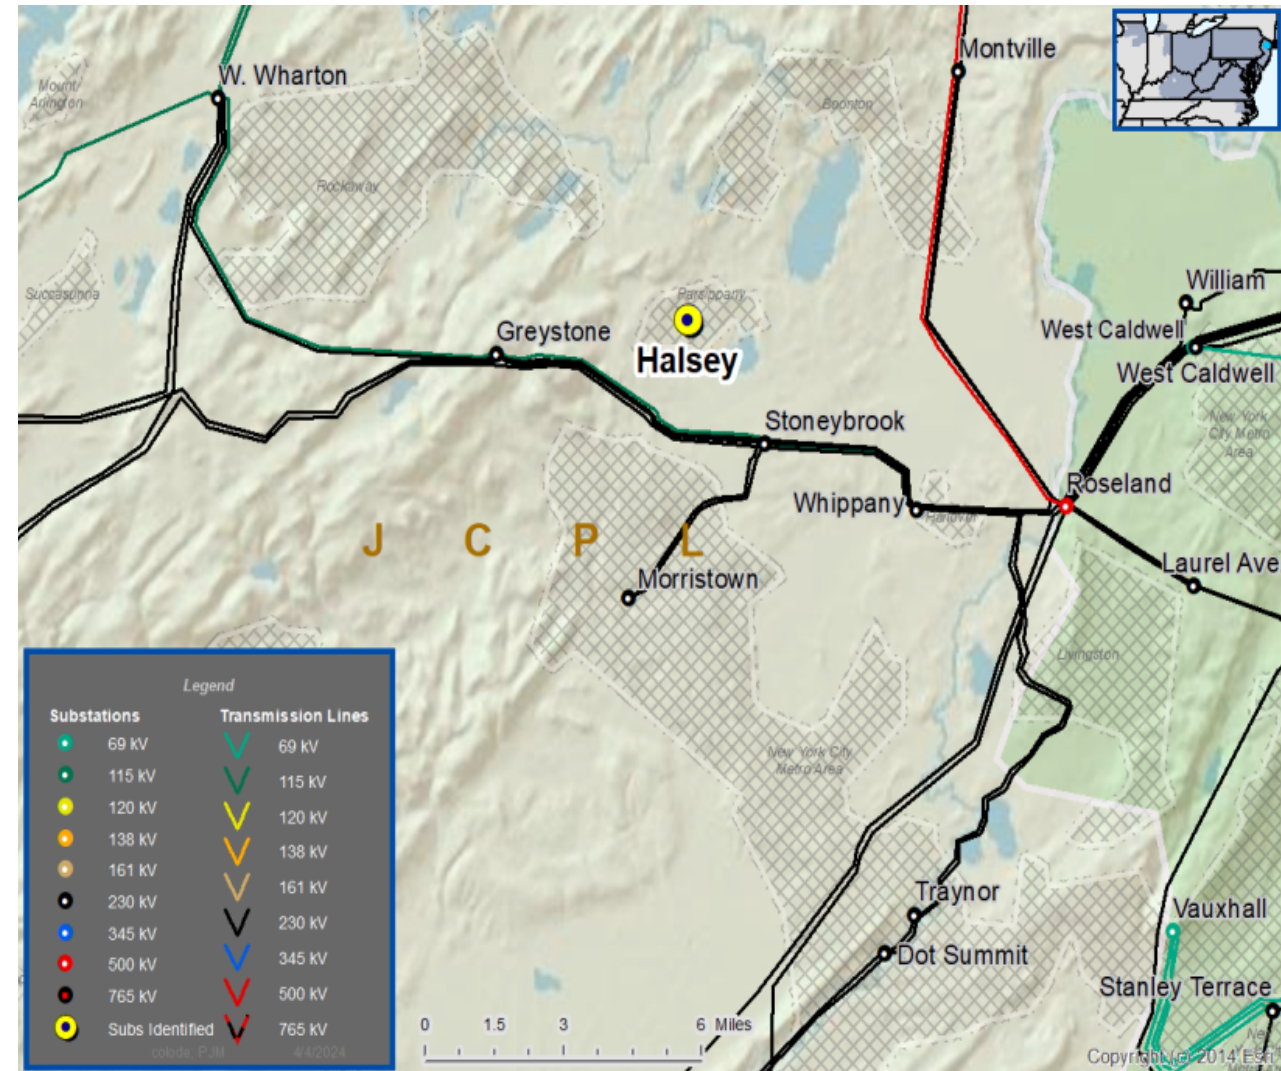 Montville
W. Wharton
Mount/
Arlington
Boonton
Rockaway
William
Succasunna
Parsippany
Greystone
West Caldwell
Halsey
West Caldwell
New York
City Metro
Area
Stoneybrook
Roseland
Whippany
Hanover
J C P L
Laurel Ave
Morristown
Livingston
New York City
Metro Area
Traynor
Vauxhall
Dot Summit
Stanley Terrace
Legend
Substations Transmission Lines
69 kV 69 kV
115 kV 115 kV
120 kV 120 kV
138 kV 138 kV
161 kV 161 kV
230 kV 230 kV
345 kV 345 kV
500 kV 500 kV
765 kV 765 kV
Subs Identified
4/4/2024
0 1.5 3 6 Miles
Copyright (c) 2014 Esri